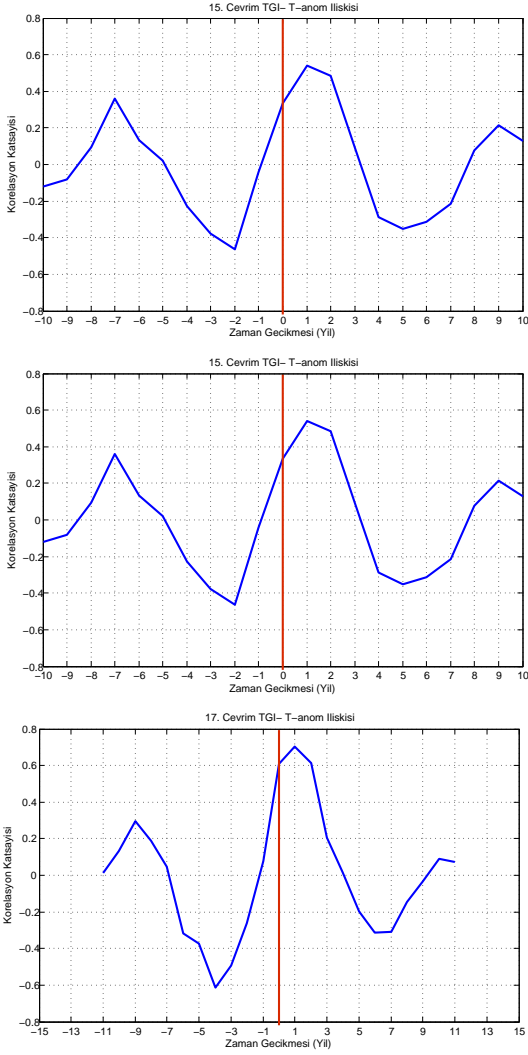 15. Cevrim TGI− T−anom Iliskisi
0.8
0.6
0.4
0.2
0
−0.2
−0.4
−0.6
−0.8
Korelasyon Katsayisi
−10 −9 −8 −7 −6 −5 −4 −3 −2 −1 0 1 2 3 4 5 6 7 8 9 10
Zaman Gecikmesi (Yil)
15. Cevrim TGI− T−anom Iliskisi
0.8
0.6
0.4
0.2
0
−0.2
−0.4
−0.6
−0.8
Korelasyon Katsayisi
−10 −9 −8 −7 −6 −5 −4 −3 −2 −1 0 1 2 3 4 5 6 7 8 9 10
Zaman Gecikmesi (Yil)
17. Cevrim TGI− T−anom Iliskisi
0.8
0.6
0.4
0.2
0
−0.2
−0.4
−0.6
−0.8
Korelasyon Katsayisi
−15 −13 −11 −9 −7 −5 −3 −1 1 3 5 7 9 11 13 15
Zaman Gecikmesi (Yil)